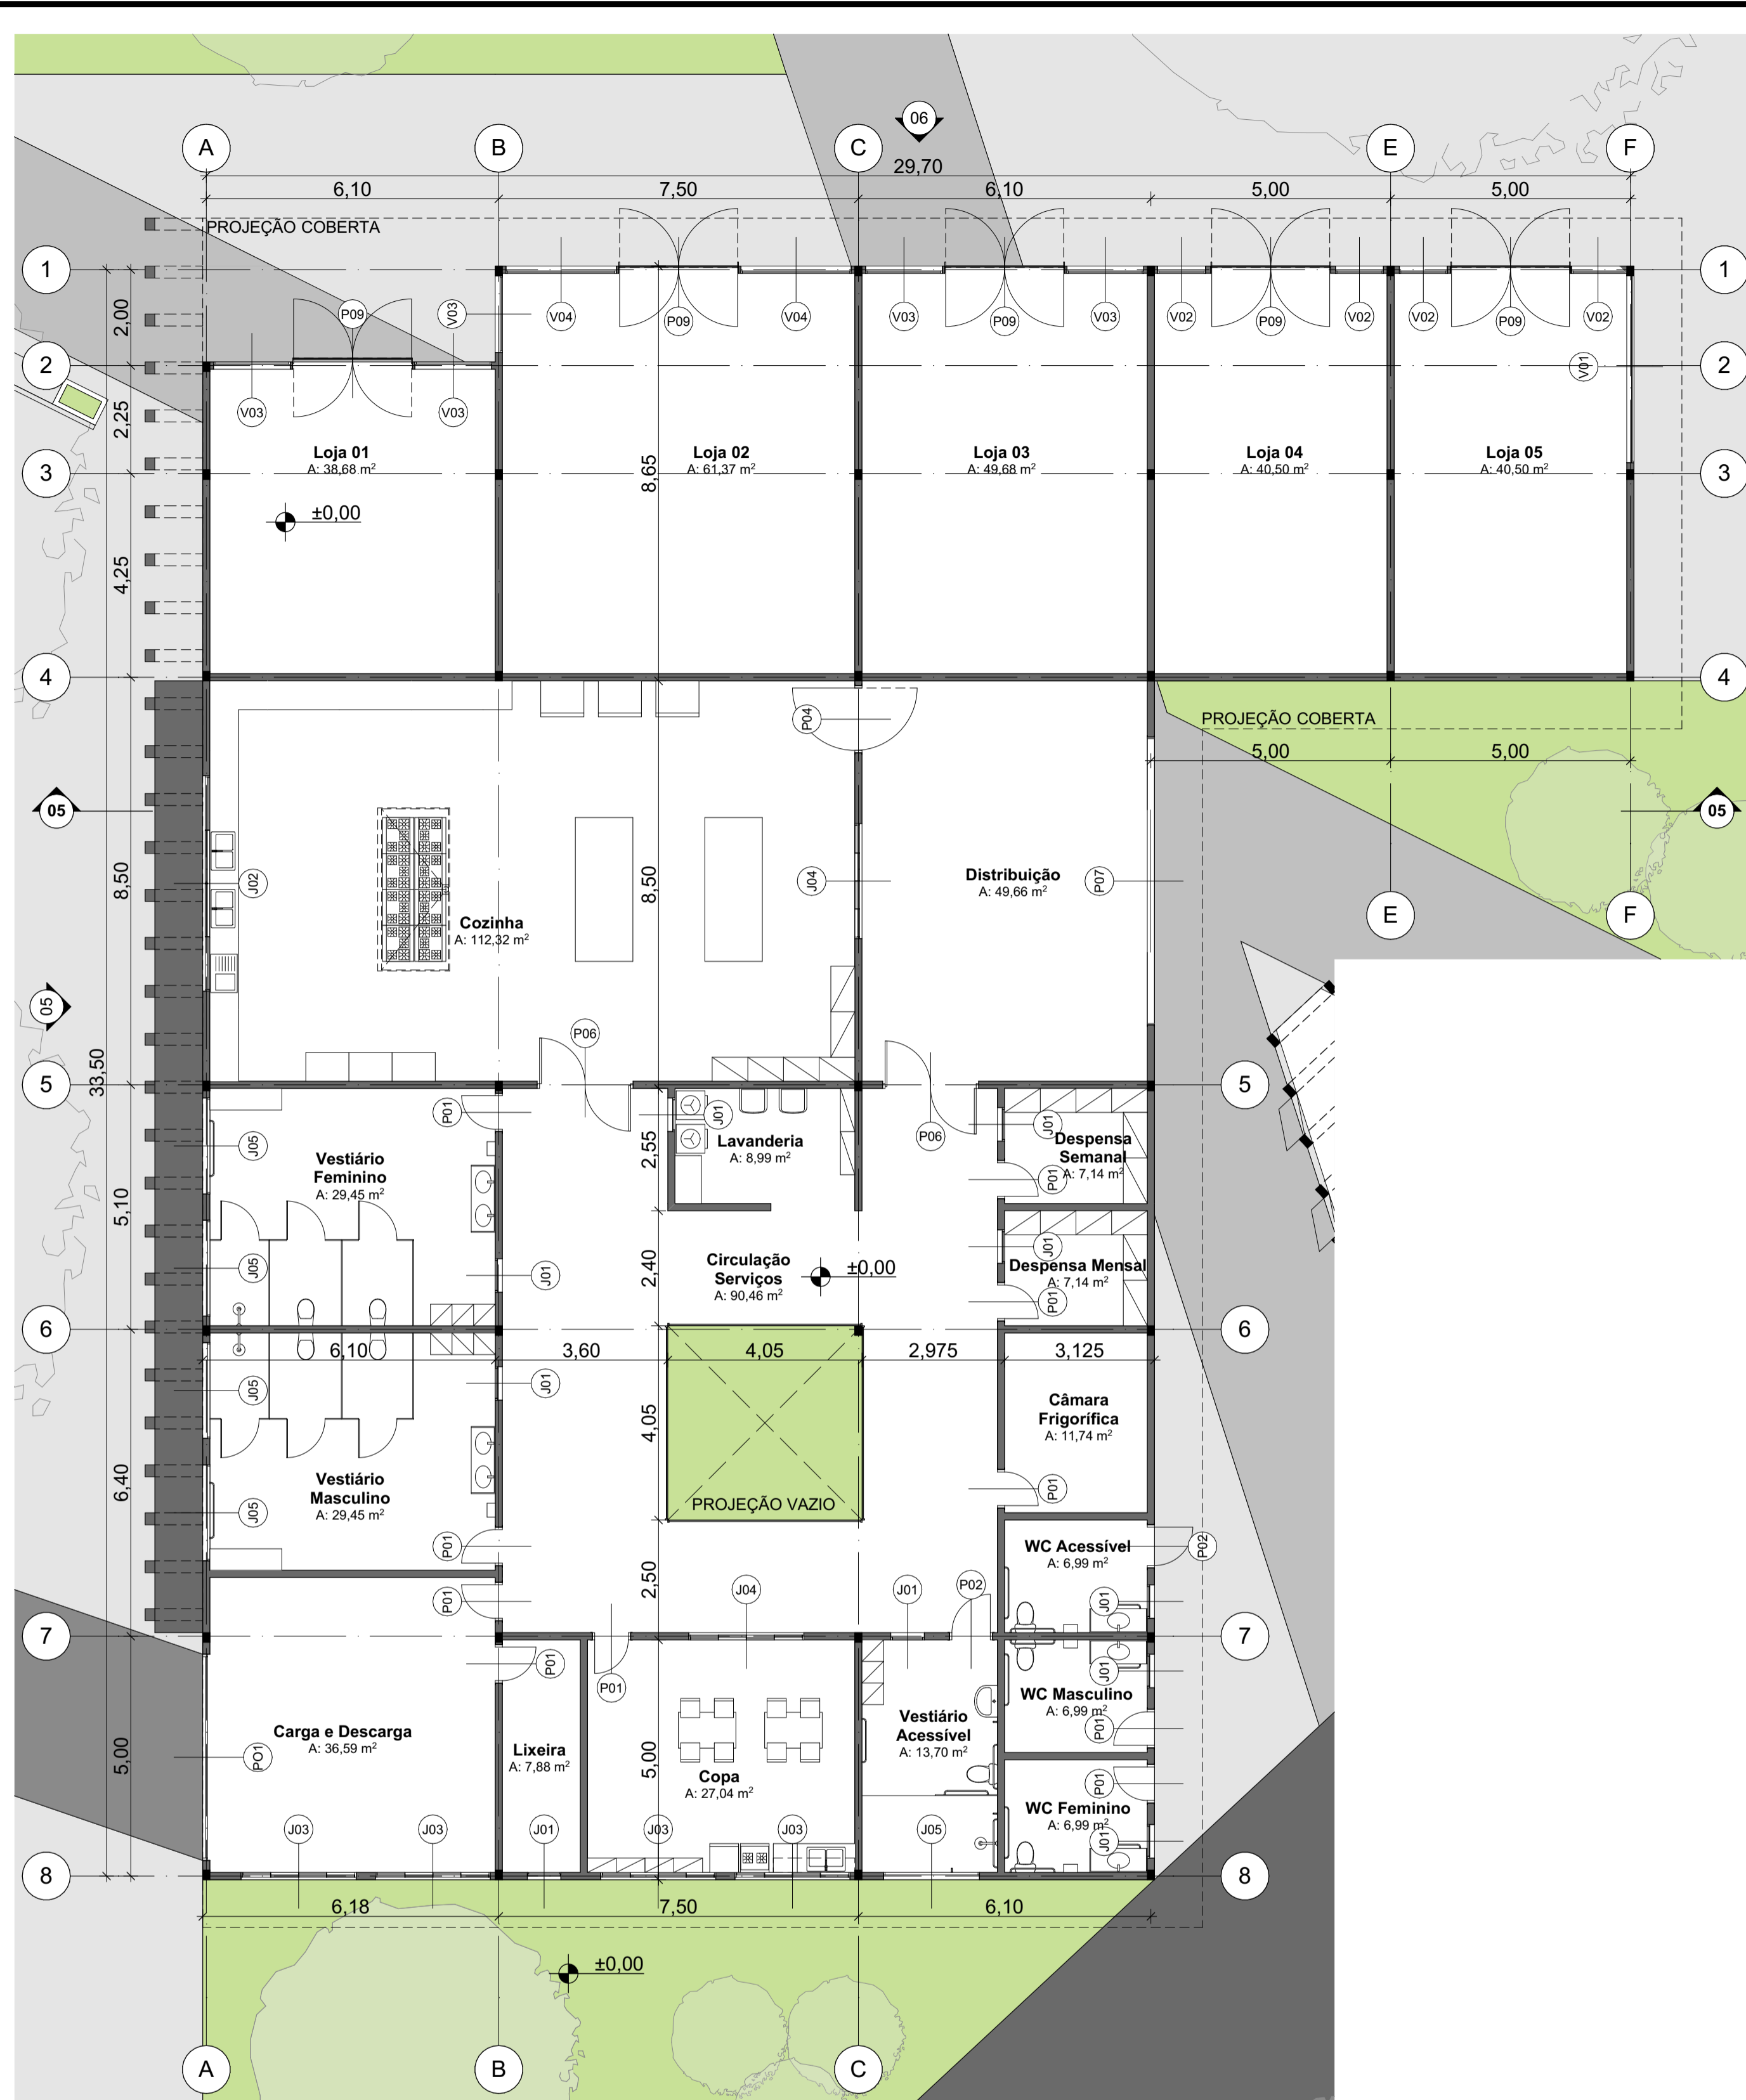 06
A
B
C
E
F
29,70
6,10
7,50
6,10
5,00
5,00
PROJEÇÃO COBERTA
1
1
2,00
P09
V03
V04
P09
V04
V03
P09
V03
V02
P09
V02
V02
P09
V02
2
2
V01
V03
V03
2,25
Loja 01
A: 38,68 m²
Loja 02
A: 61,37 m²
Loja 03
A: 49,68 m²
Loja 04
A: 40,50 m²
Loja 05
A: 40,50 m²
3
3
8,65
±0,00
4,25
4
4
P04
PROJEÇÃO COBERTA
5,00
5,00
05
05
8,50
J02
8,50
J04
Distribuição
A: 49,66 m²
P07
Cozinha
A: 112,32 m²
E
F
05
33,50
P06
5
5
P01
J01
P06
J01
J05
2,55
Lavanderia
A: 8,99 m²
Despensa
Semanal
A: 7,14 m²
P01
Vestiário
Feminino
A: 29,45 m²
5,10
J05
J01
2,40
Circulação
Serviços
A: 90,46 m²
±0,00
J01
Despensa Mensal
A: 7,14 m²
P01
6
6
6,10
3,60
4,05
2,975
3,125
J05
J01
4,05
Câmara
Frigorífica
A: 11,74 m²
6,40
Vestiário
Masculino
A: 29,45 m²
J05
PROJEÇÃO VAZIO
P01
P01
WC Acessível
A: 6,99 m²
P02
P01
2,50
J04
J01
P02
J01
7
7
P01
P01
J01
WC Masculino
A: 6,99 m²
P01
Carga e Descarga
A: 36,59 m²
PO1
5,00
Lixeira
A: 7,88 m²
5,00
Copa
A: 27,04 m²
Vestiário
Acessível
A: 13,70 m²
P01
WC Feminino
A: 6,99 m²
J01
J03
J03
J01
J03
J03
J05
8
8
6,18
7,50
6,10
±0,00
A
B
C